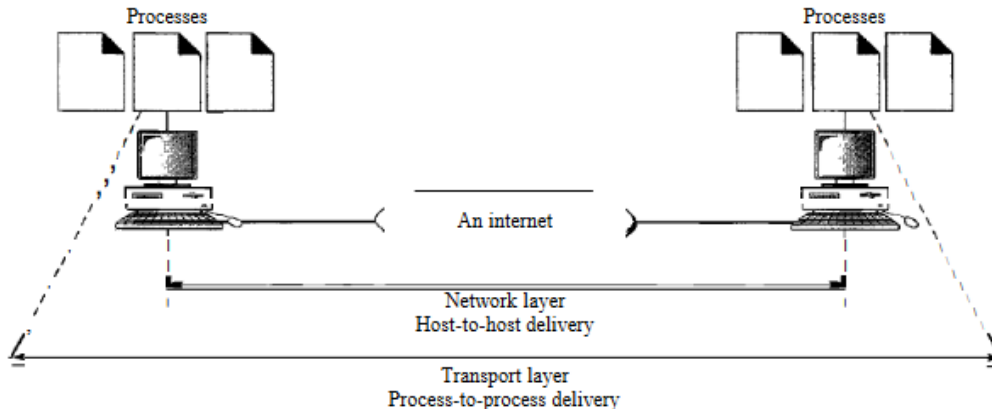 Processes
Processes
An internet
Network layer
Host-to-host delivery
Transport layer
Process-to-process delivery